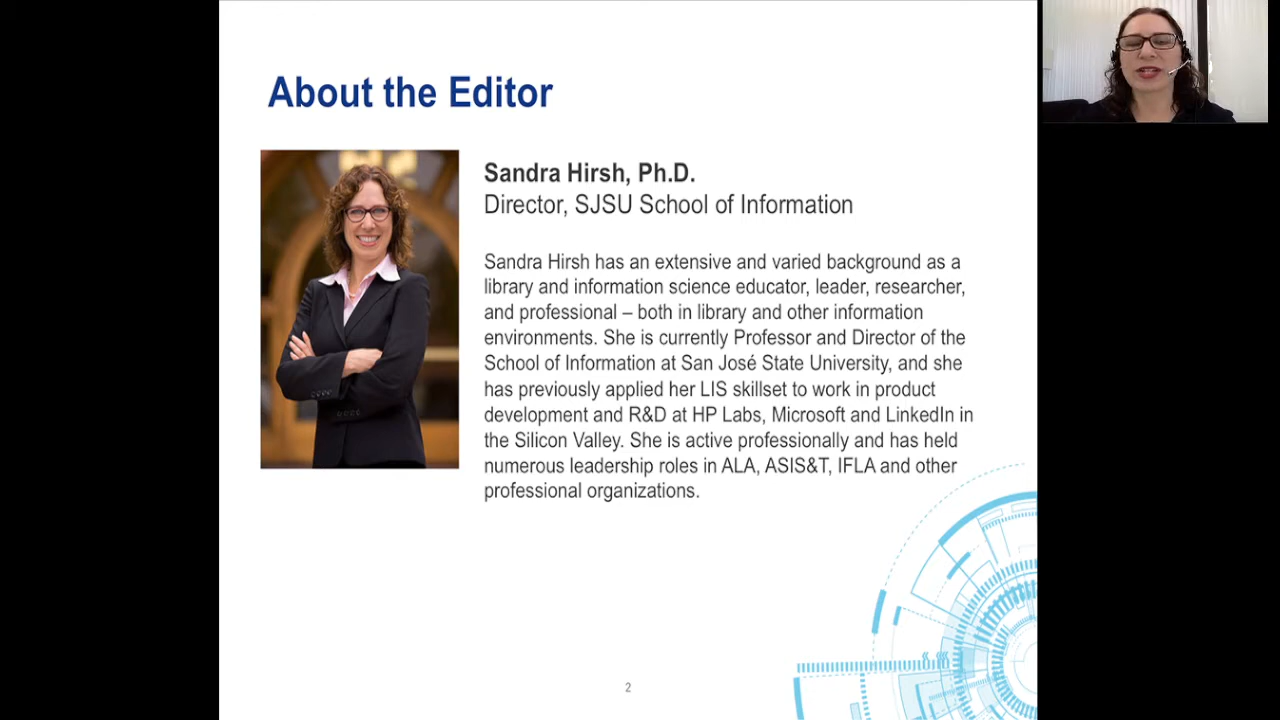 About the Editor
Sandra Hirsh, Ph.D.
Director, SJSU School of Information
Sandra Hirsh has an extensive and varied background as a
library and information science educator, leader, researcher,
and professional – both in library and other information
environments. She is currently Professor and Director of the
School of Information at San José State University, and she
has previously applied her LIS skillset to work in product
development and R&D at HP Labs, Microsoft and LinkedIn in
the Silicon Valley. She is active professionally and has held
numerous leadership roles in ALA, ASIS&T, IFLA and other
professional organizations.
2